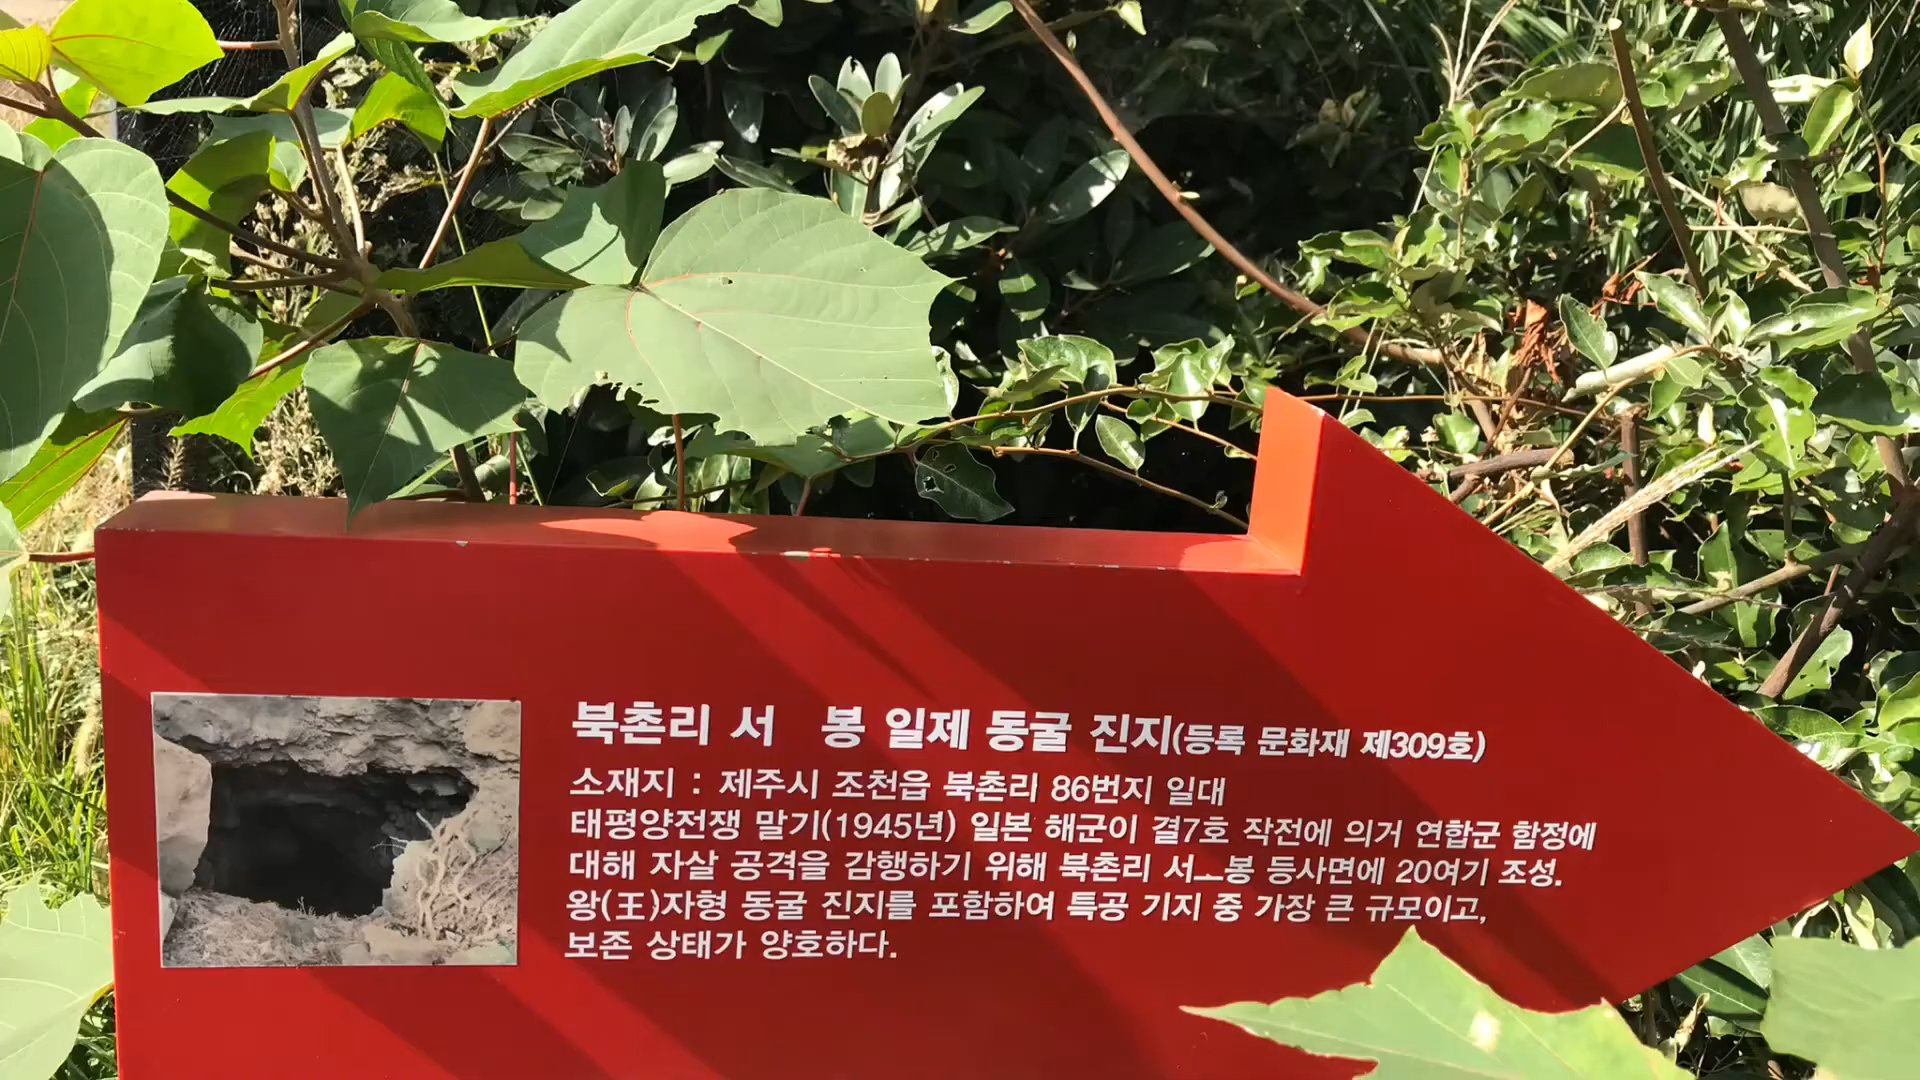 북촌리 서 봉 일제 동굴 진지(등록 문화재 제309호)
소재지 : 제주시 조천읍 북촌리 86번지 일대
태평양전쟁 말기(1945년) 일본 해군이 결7호 작전에 의거 연합군 함정에
대해 자살 공격을 감행하기 위해 북촌리 서 봉 등사면에 20여기 조성.
왕(王)자형 동굴 진지를 포함하여 특공 기지 중 가장 큰 규모이고,
보존 상태가 양호하다.